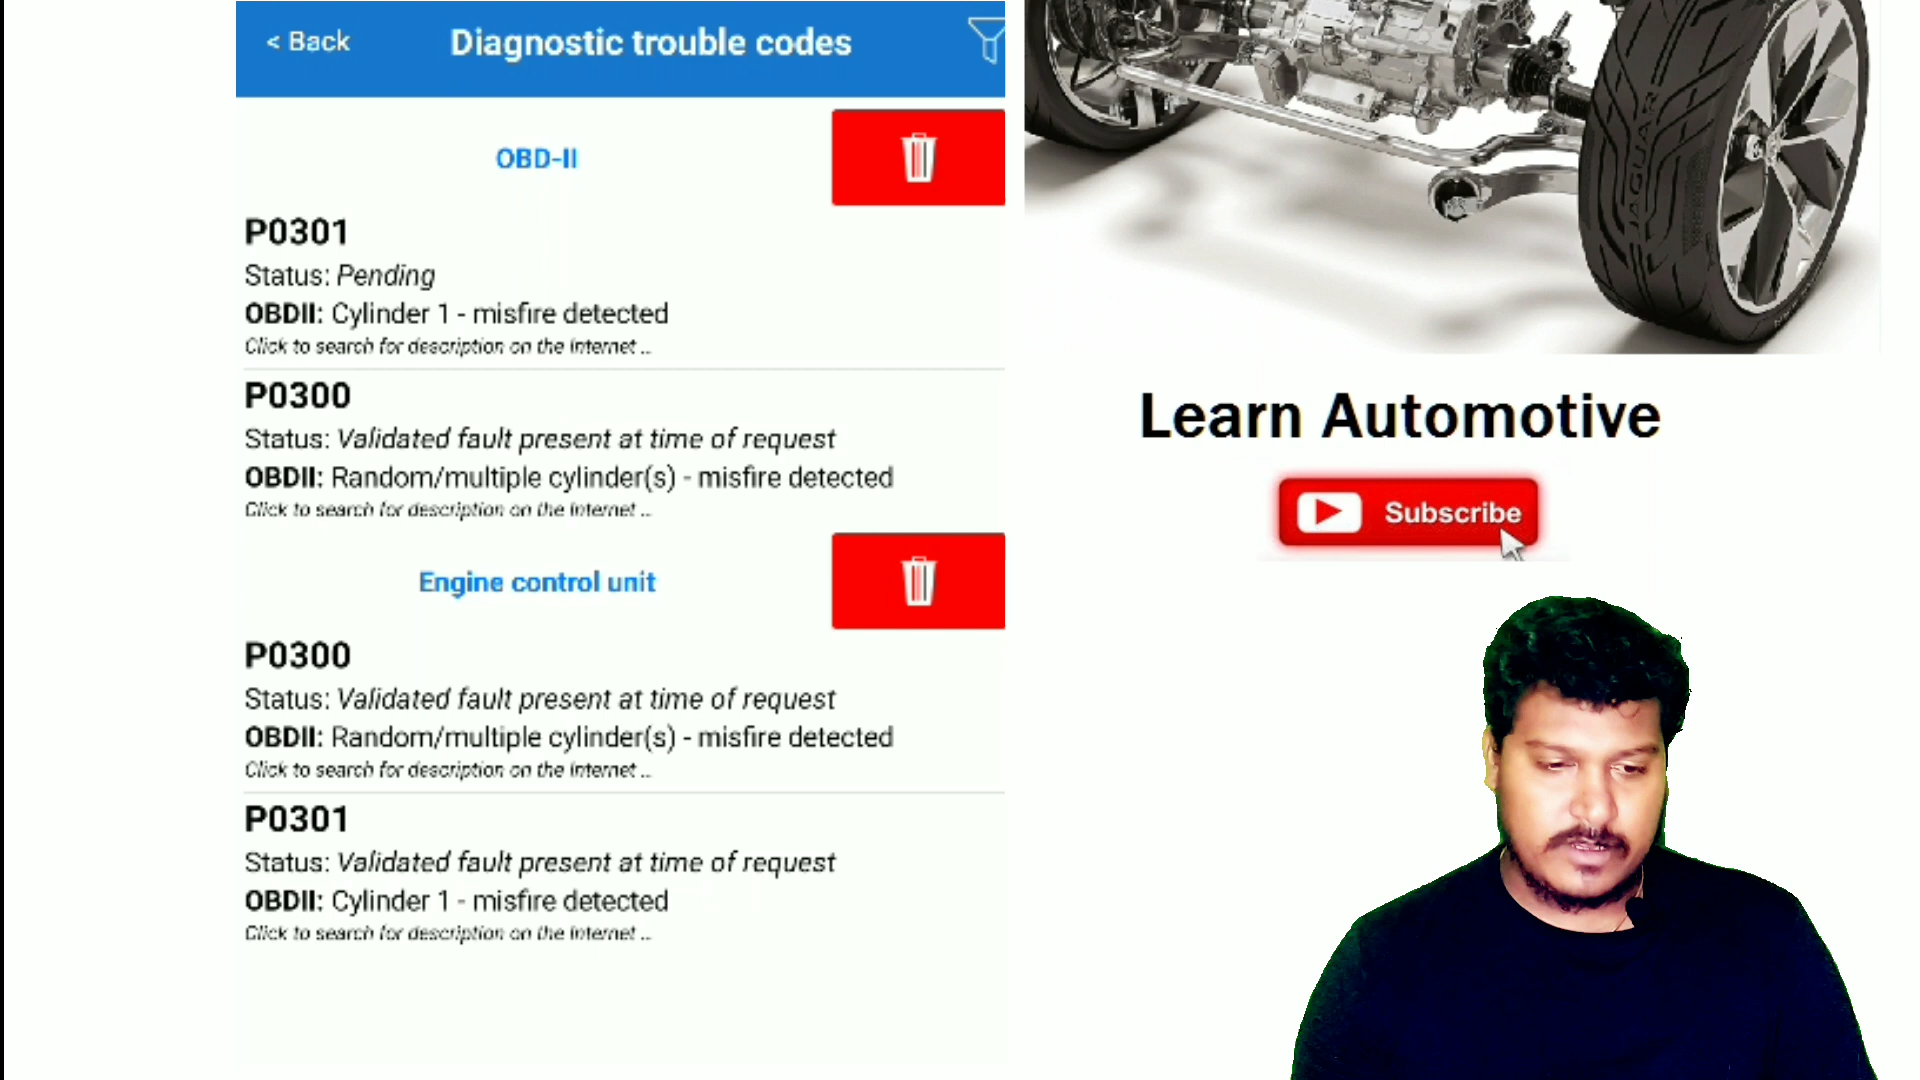 < Back
Diagnostic trouble codes
OBD-II
P0301
Status: Pending
OBDII: Cylinder 1 - misfire detected
Click to search for description on the Internet ...
P0300
Status: Validated fault present at time of request
OBDII: Random/multiple cylinder(s) - misfire detected
Click to search for description on the Internet ...
Engine control unit
P0300
Status: Validated fault present at time of request
OBDII: Random/multiple cylinder(s) - misfire detected
Click to search for description on the Internet ...
P0301
Status: Validated fault present at time of request
OBDII: Cylinder 1 - misfire detected
Click to search for description on the Internet ...
JAGUAR
Learn Automotive
Subscribe